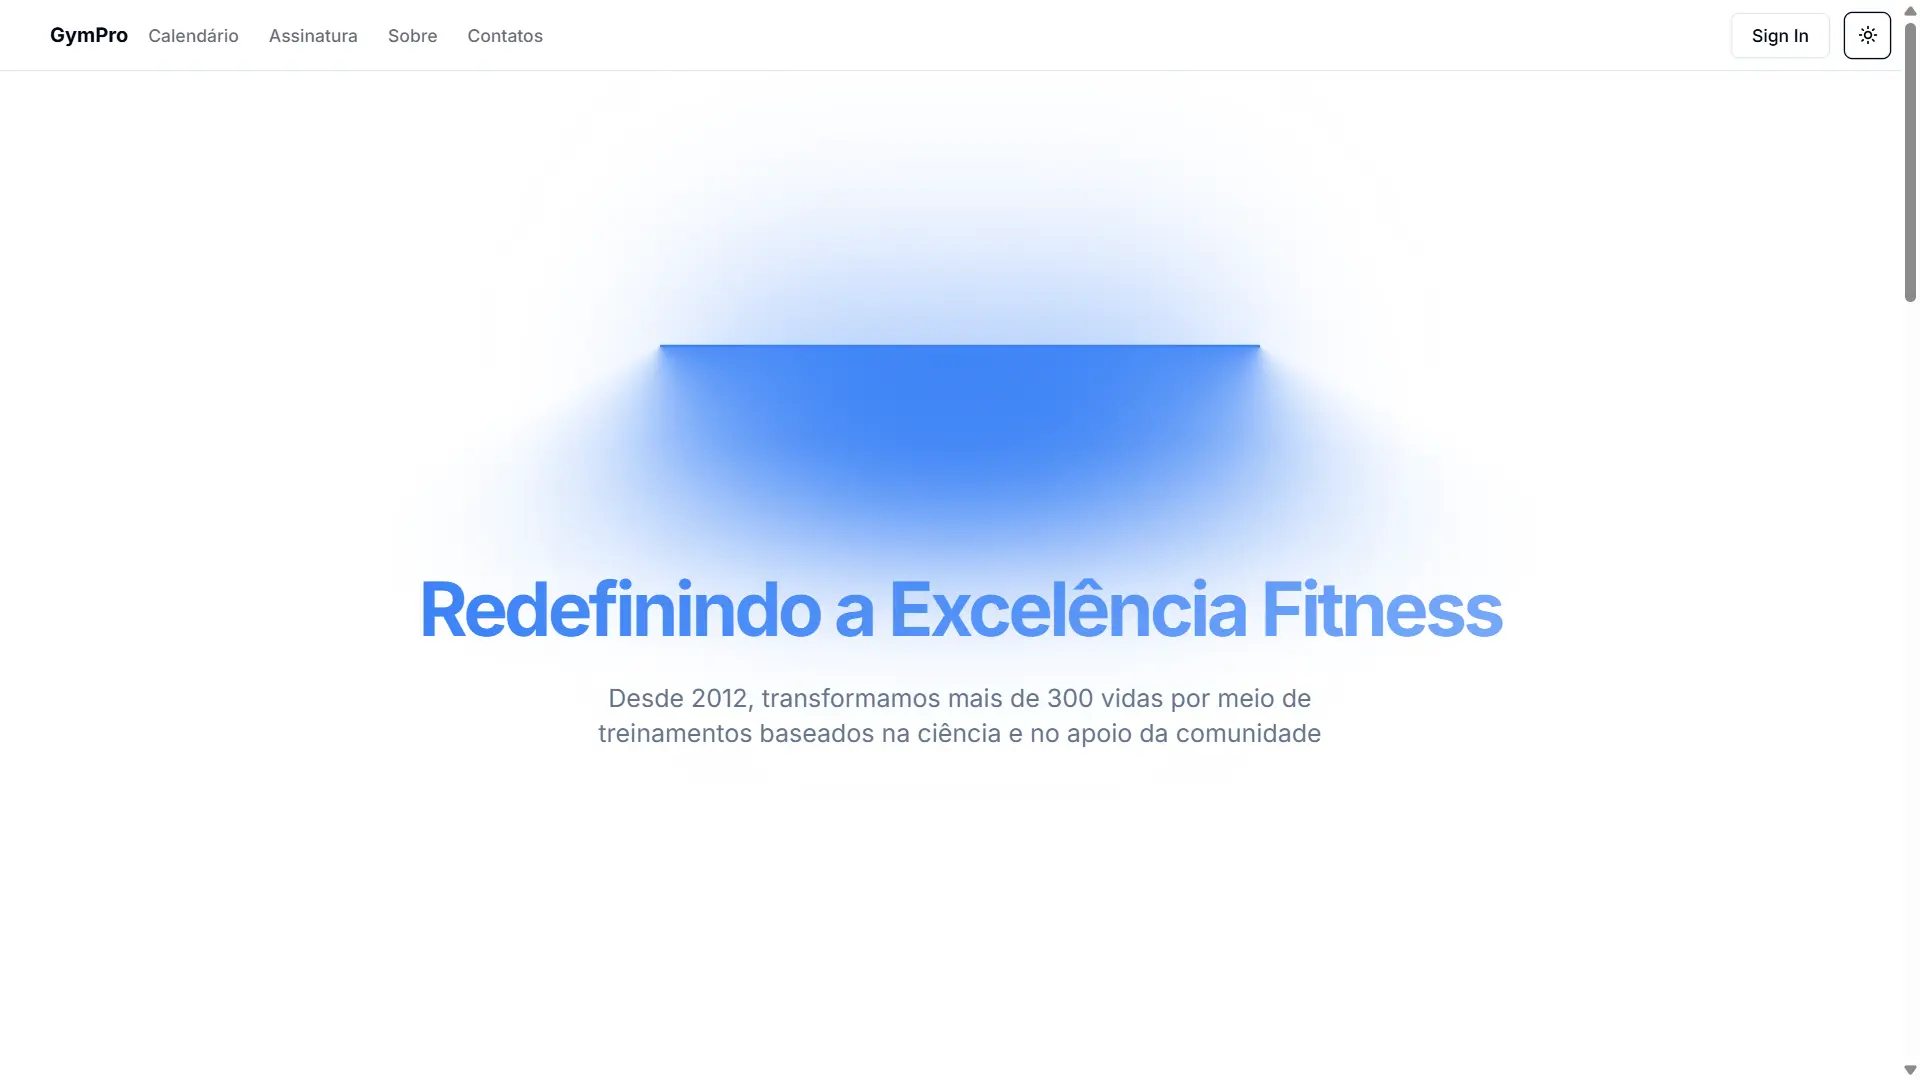 GymPro Calendário Assinatura Sobre Contatos Sign In
Redefinindo a Excelência Fitness
Desde 2012, transformamos mais de 300 vidas por meio de
treinamentos baseados na ciência e no apoio da comunidade